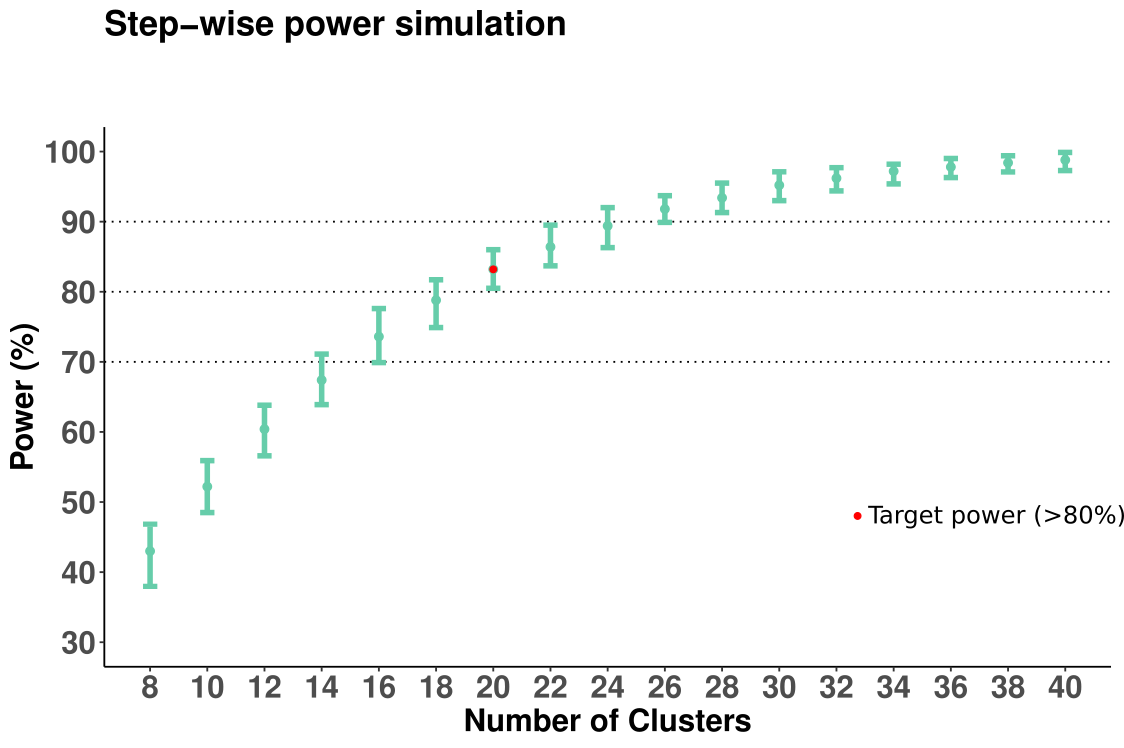 Step−wise power simulation
100
90
80
70
60
50
40
30
Power (%)
Target power (>80%)
8 10 12 14 16 18 20 22 24 26 28 30 32 34 36 38 40
Number of Clusters